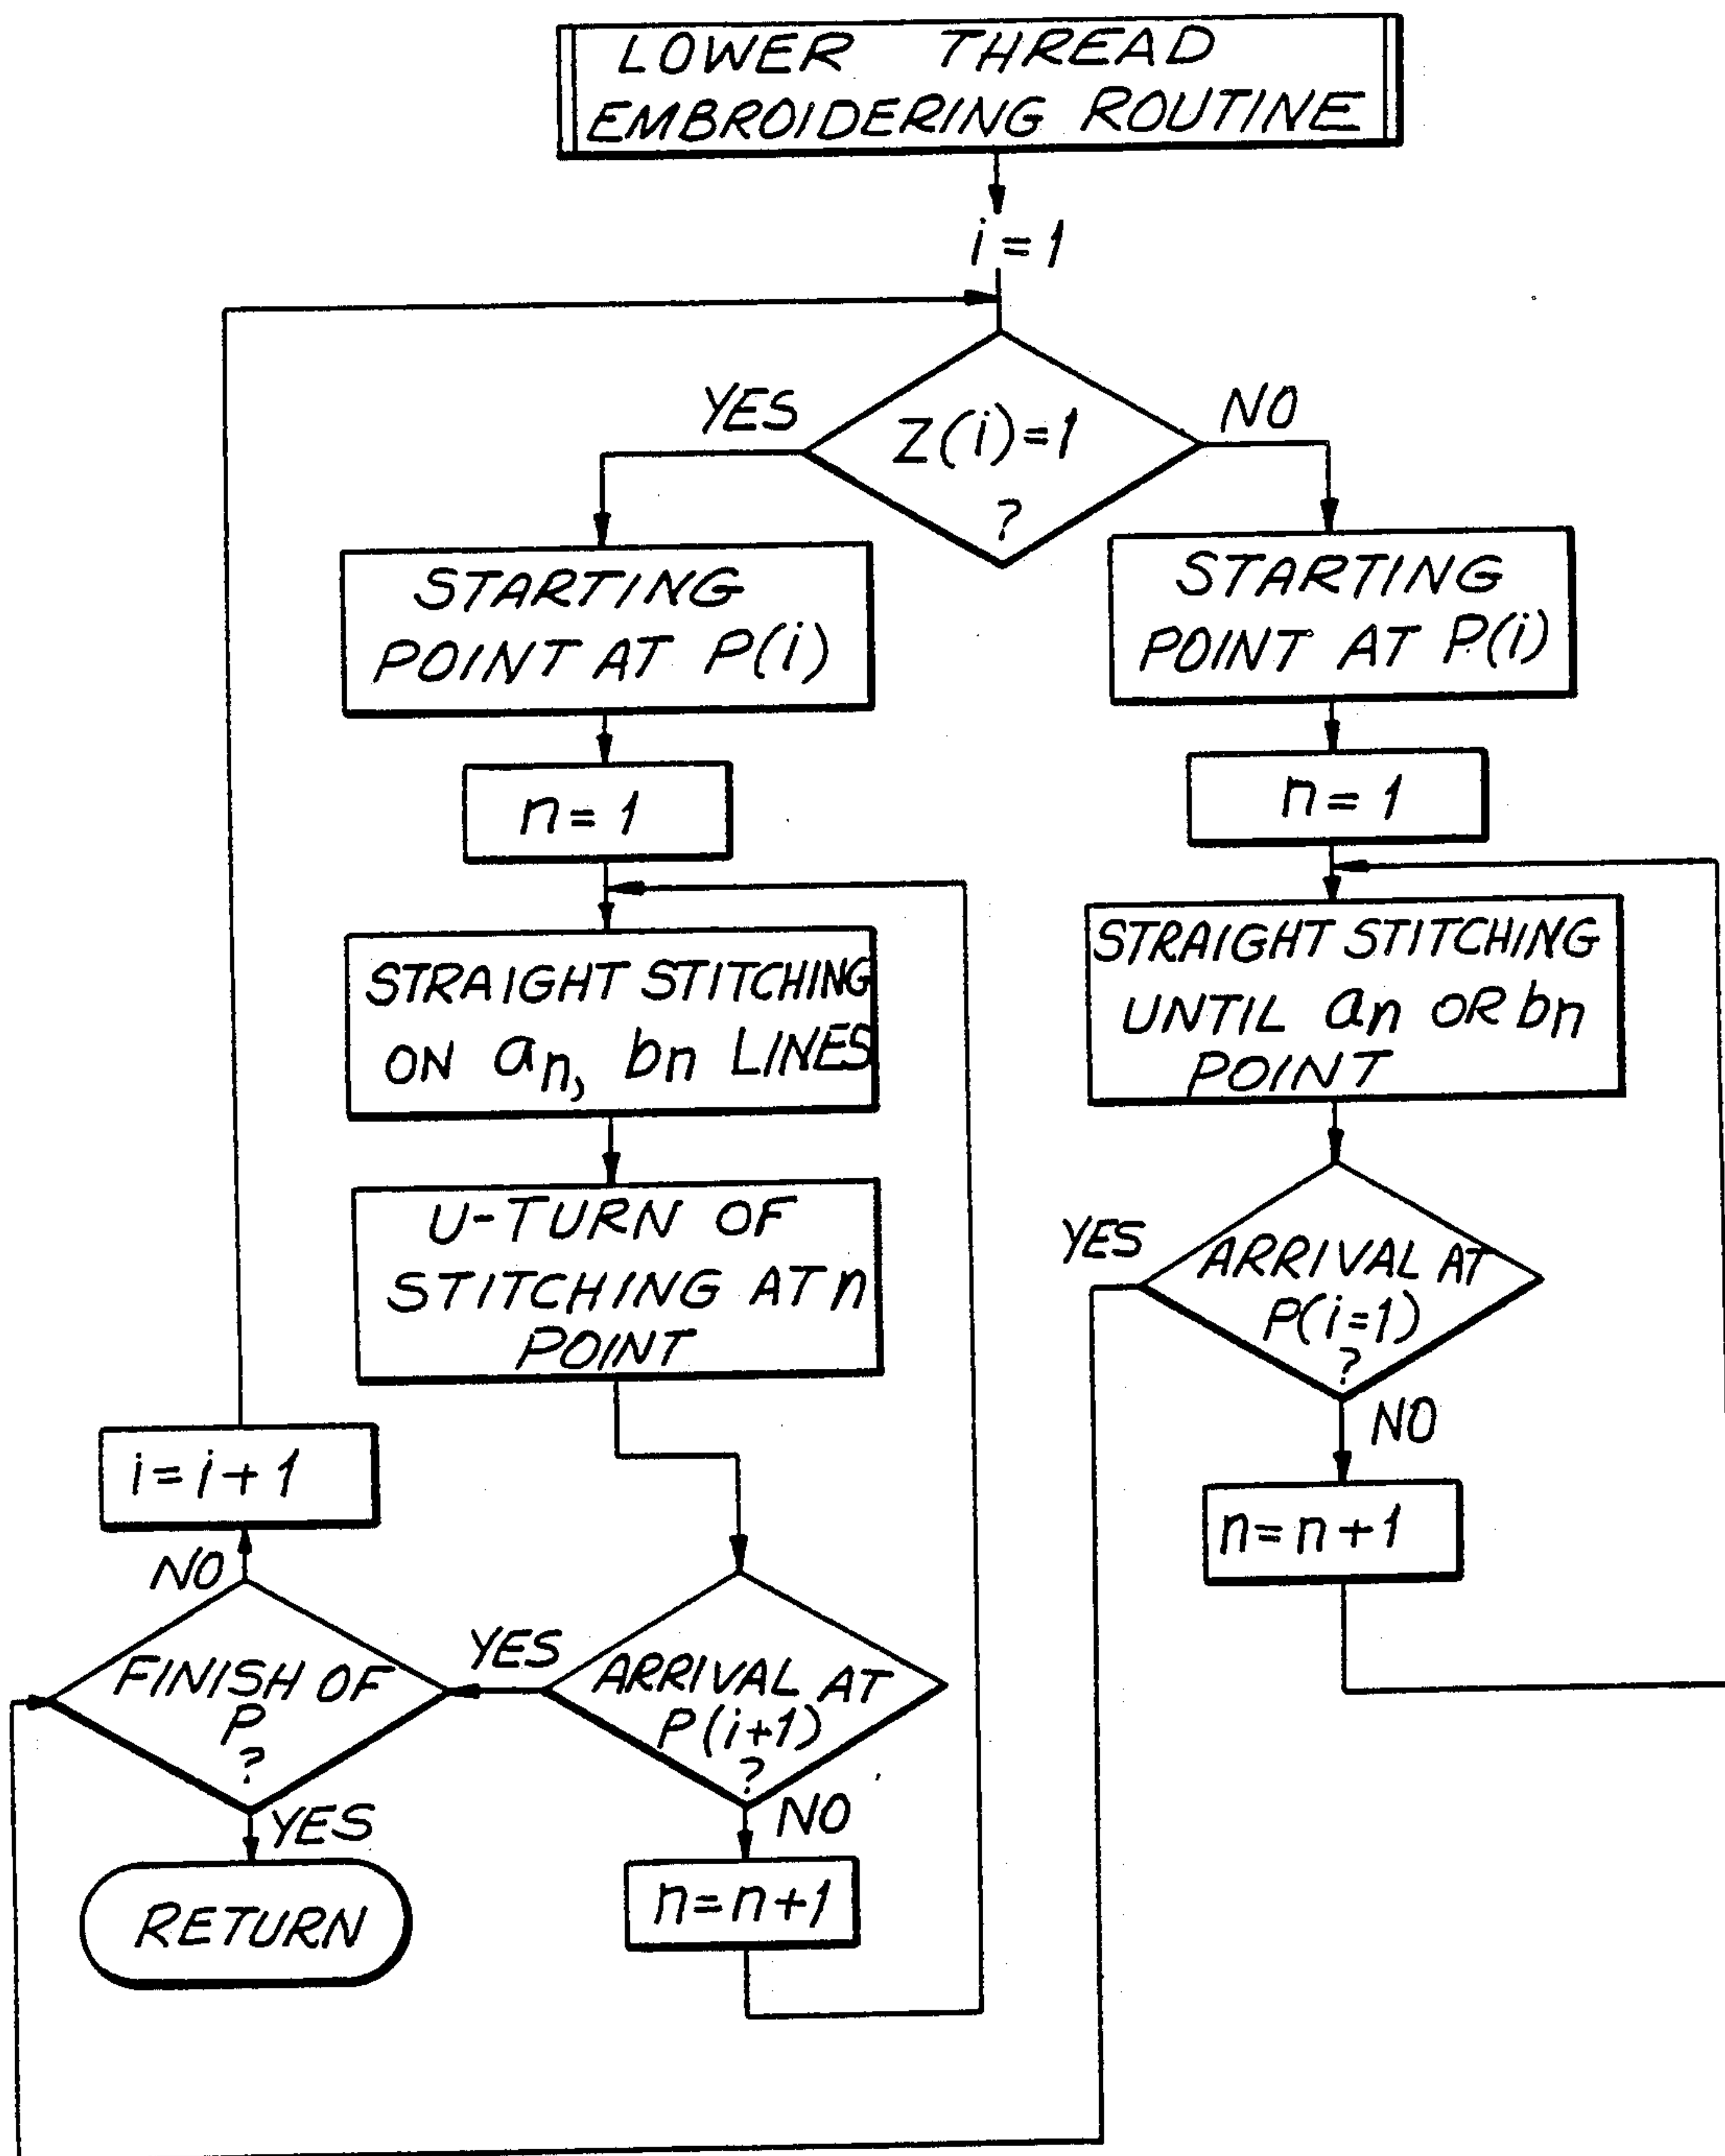 LOWER THREAD
EMBROIDERING ROUTINE
i=1
Z(i)=1
?
YES
NO
STARTING
POINT AT P(i)
n=1
STRAIGHT STITCHING
ON an, bn LINES
U-TURN OF
STITCHING AT n
POINT
ARRIVAL AT
P(i+1)
?
YES
NO
n=n+1
FINISH OF
P
?
NO
i=i+1
YES
RETURN
STARTING
POINT AT P(i)
n=1
STRAIGHT STITCHING
UNTIL an OR bn
POINT
ARRIVAL AT
P(i=1)
?
YES
NO
n=n+1